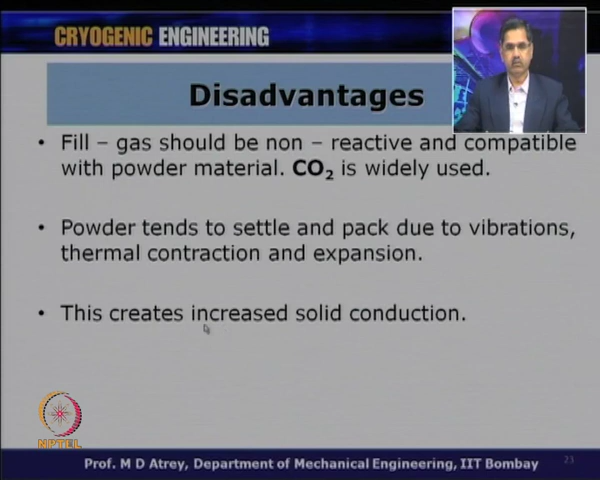 CRYOGENIC ENGINEERING
Disadvantages
• Fill – gas should be non – reactive and compatible
with powder material. CO₂ is widely used.
• Powder tends to settle and pack due to vibrations,
thermal contraction and expansion.
• This creates increased solid conduction.
NPTEL
Prof. M D Atrey, Department of Mechanical Engineering, IIT Bombay
23